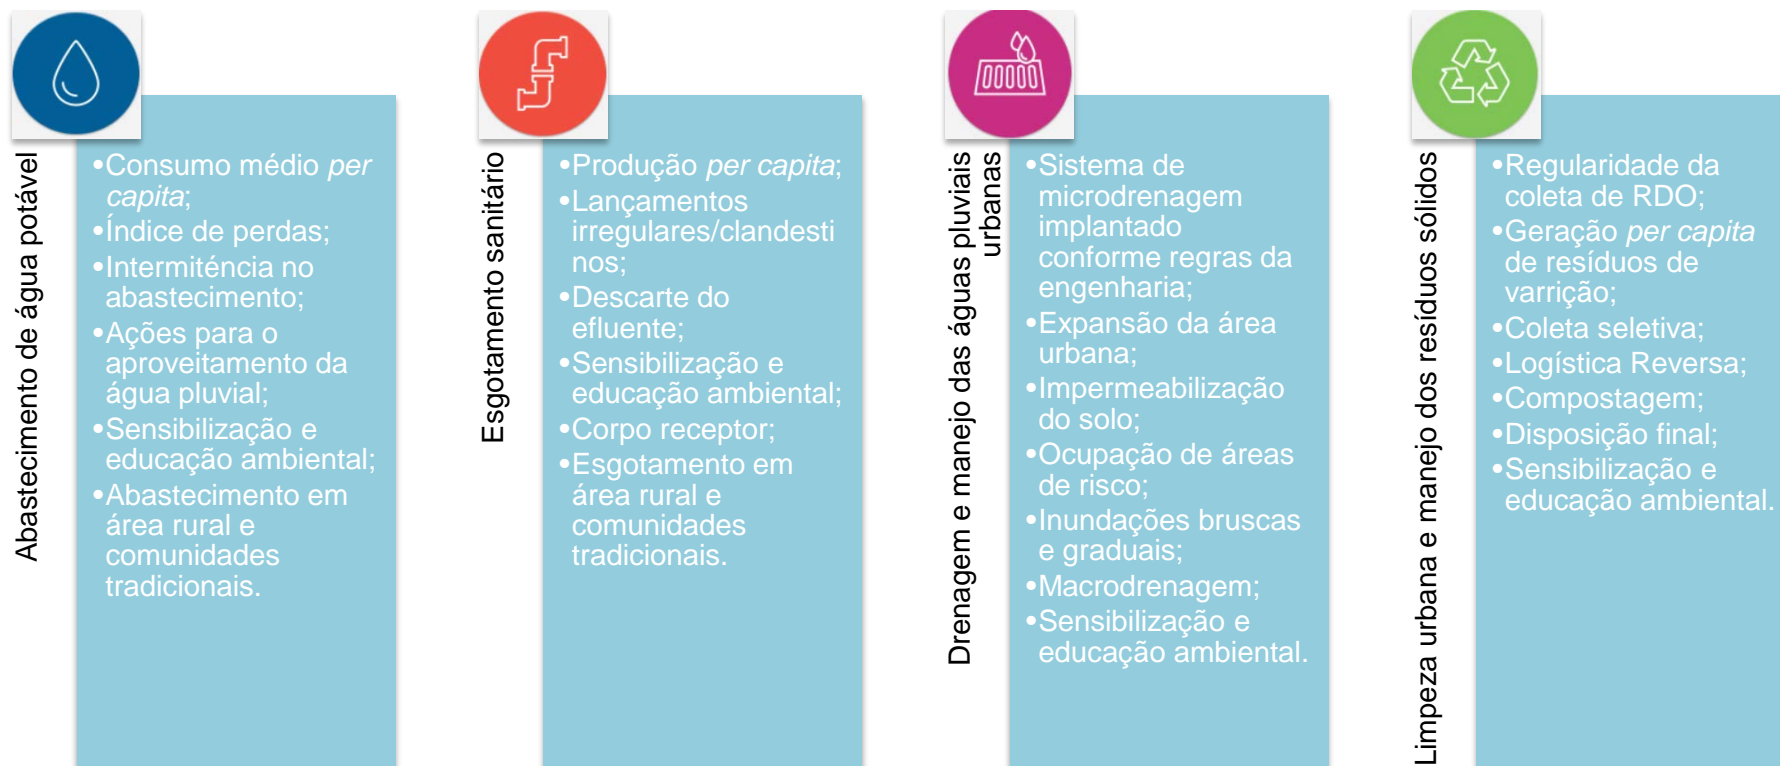 Abastecimento de água potável
•Consumo médio per
capita;
•Índice de perdas;
•Intermiténcia no
abastecimento;
•Ações para o
aproveitamento da
água pluvial;
•Sensibilização e
educação ambiental;
•Abastecimento em
área rural e
comunidades
tradicionais.
Esgotamento sanitário
•Produção per capita;
•Lançamentos
irregulares/clandesti
nos;
•Descarte do
efluente;
•Sensibilização e
educação ambiental;
•Corpo receptor;
•Esgotamento em
área rural e
comunidades
tradicionais.
Drenagem e manejo das águas pluviais
urbanas
•Sistema de
microdrenagem
implantado
conforme regras da
engenharia;
•Expansão da área
urbana;
•Impermeabilização
do solo;
•Ocupação de áreas
de risco;
•Inundações bruscas
e graduais;
•Macrodrenagem;
•Sensibilização e
educação ambiental.
Limpeza urbana e manejo dos resíduos sólidos
•Regularidade da
coleta de RDO;
•Geração per capita
de resíduos de
varrição;
•Coleta seletiva;
•Logística Reversa;
•Compostagem;
•Disposição final;
•Sensibilização e
educação ambiental.